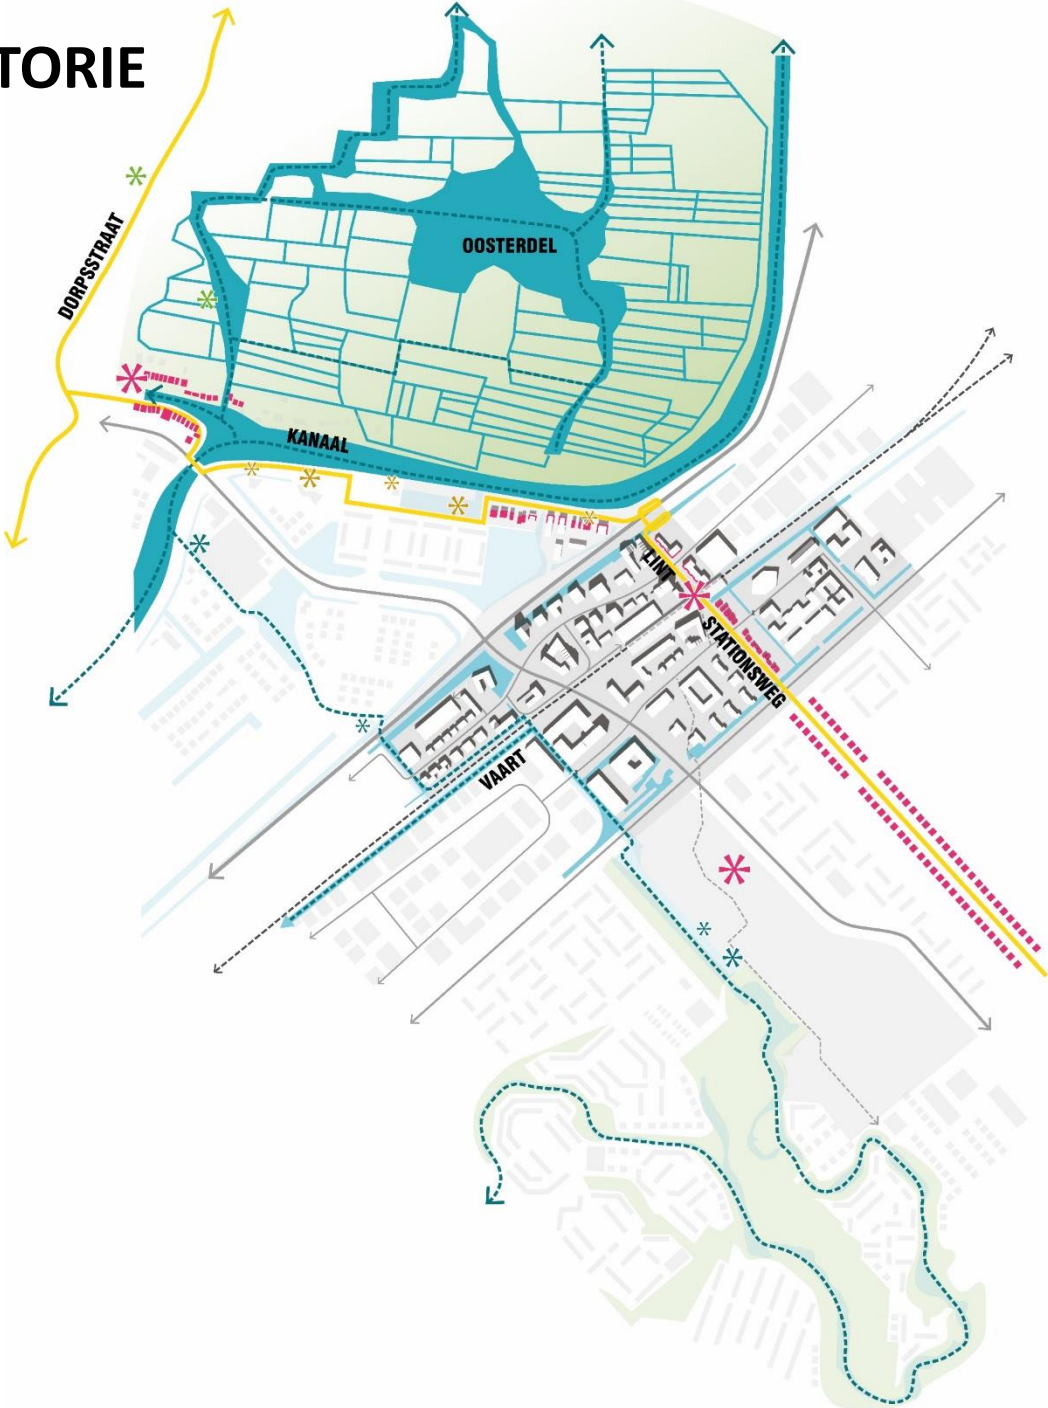 TORIE
DORPSSTRAAT
OOSTERDEL
KANAAL
LINT
STATIONSWEG
VAART